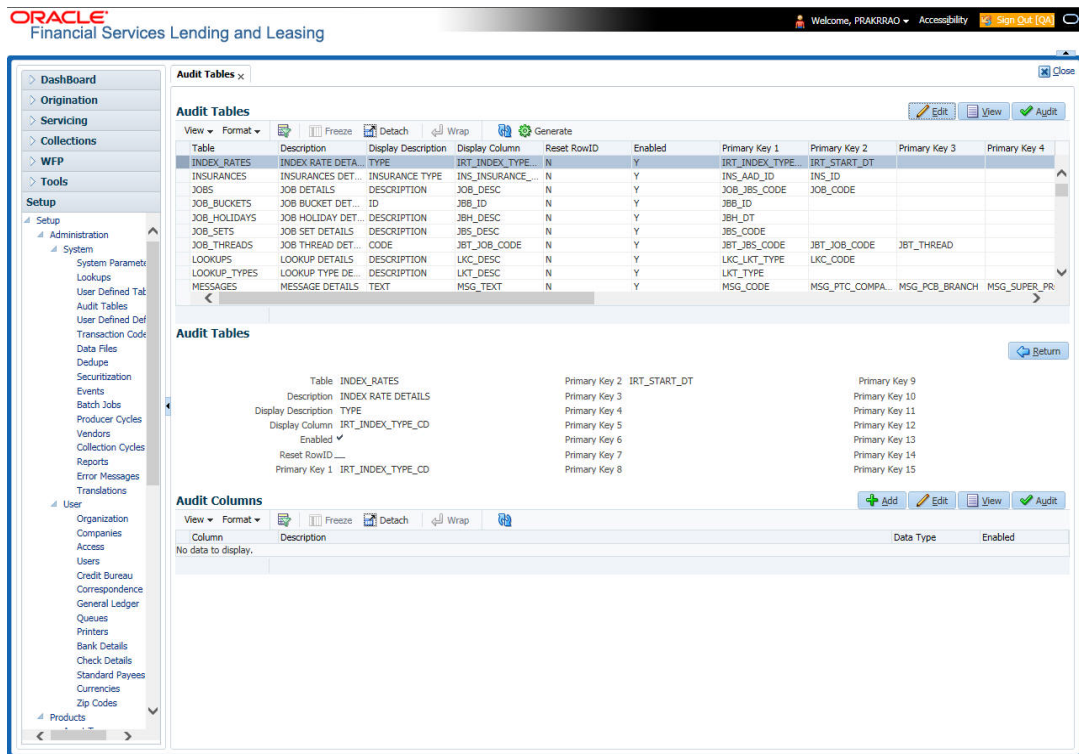 ORACLE
Financial Services Lending and Leasing
Welcome, PRAKRRAO Accessibility Sign Out [QA]
DashBoard
Origination
Servicing
Collections
WFP
Tools
Setup
Setup
Administration
System
System Paramete
Lookups
User Defined Tab
Audit Tables
User Defined Def
Transaction Code
Data Files
Dedupe
Securitization
Events
Batch Jobs
Producer Cycles
Vendors
Collection Cycles
Reports
Error Messages
Translations
User
Organization
Companies
Access
Users
Credit Bureau
Correspondence
General Ledger
Queues
Printers
Bank Details
Check Details
Standard Payees
Currencies
Zip Codes
Products
Audit Tables
Close
Audit Tables
Edit View Audit
View Format Freeze Detach Wrap Generate
Table Description Display Description Display Column Reset RowID Enabled Primary Key 1 Primary Key 2 Primary Key 3 Primary Key 4
INDEX_RATES INDEX RATE DETA... TYPE IRT_INDEX_TYPE... N Y IRT_INDEX_TYPE... IRT_START_DT
INSURANCES INSURANCES DET... INSURANCE TYPE INS_INSURANCE_... N Y INS_AAD_ID INS_ID
JOBS JOB DETAILS DESCRIPTION JOB_DESC N Y JOB_JBS_CODE JOB_CODE
JOB_BUCKETS JOB BUCKET DET... ID JBB_ID N Y JBB_ID
JOB_HOLIDAYS JOB HOLIDAY DET... DESCRIPTION JBH_DESC N Y JBH_DT
JOB_SETS JOB SET DETAILS DESCRIPTION JBS_DESC N Y JBS_CODE
JOB_THREADS JOB THREAD DET... CODE JBT_JOB_CODE N Y JBT_JBS_CODE JBT_JOB_CODE JBT_THREAD
LOOKUPS LOOKUP DETAILS DESCRIPTION LKC_DESC N Y LKC_LKT_TYPE LKC_CODE
LOOKUP_TYPES LOOKUP TYPE DE... DESCRIPTION LKT_DESC N Y LKT_TYPE
MESSAGES MESSAGE DETAILS TEXT MSG_TEXT N Y MSG_CODE MSG_PTC_COMPA... MSG_PCB_BRANCH MSG_SUPER_PR
Audit Tables
Return
Table INDEX_RATES Primary Key 2 IRT_START_DT Primary Key 9
Description INDEX RATE DETAILS Primary Key 3 Primary Key 10
Display Description TYPE Primary Key 4 Primary Key 11
Display Column IRT_INDEX_TYPE_CD Primary Key 5 Primary Key 12
Enabled Primary Key 6 Primary Key 13
Reset RowID Primary Key 7 Primary Key 14
Primary Key 1 IRT_INDEX_TYPE_CD Primary Key 8 Primary Key 15
Audit Columns
Add Edit View Audit
View Format Freeze Detach Wrap
Column Description Data Type Enabled
No data to display.